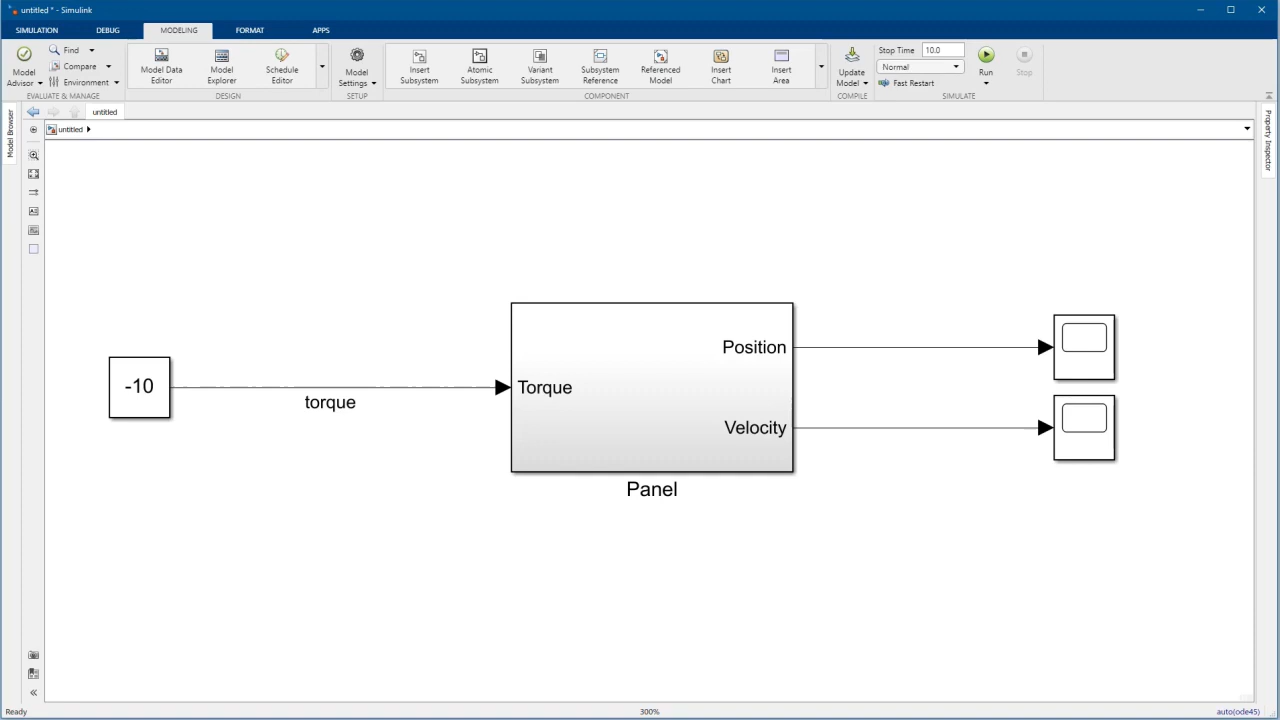 untitled * - Simulink
SIMULATION DEBUG MODELING FORMAT APPS
Model Advisor
Find
Compare
Environment
EVALUATE & MANAGE
Model Data Editor
Model Explorer
Schedule Editor
DESIGN
Model Settings
SETUP
Insert Subsystem
Atomic Subsystem
Variant Subsystem
Subsystem Reference
Referenced Model
Insert Chart
Insert Area
COMPONENT
Update Model
COMPILE
Stop Time 10.0
Normal
Fast Restart
Run
Stop
SIMULATE
untitled
untitled
Model Browser
Property Inspector
-10
torque
Torque
Position
Velocity
Panel
Ready
300%
auto(ode45)